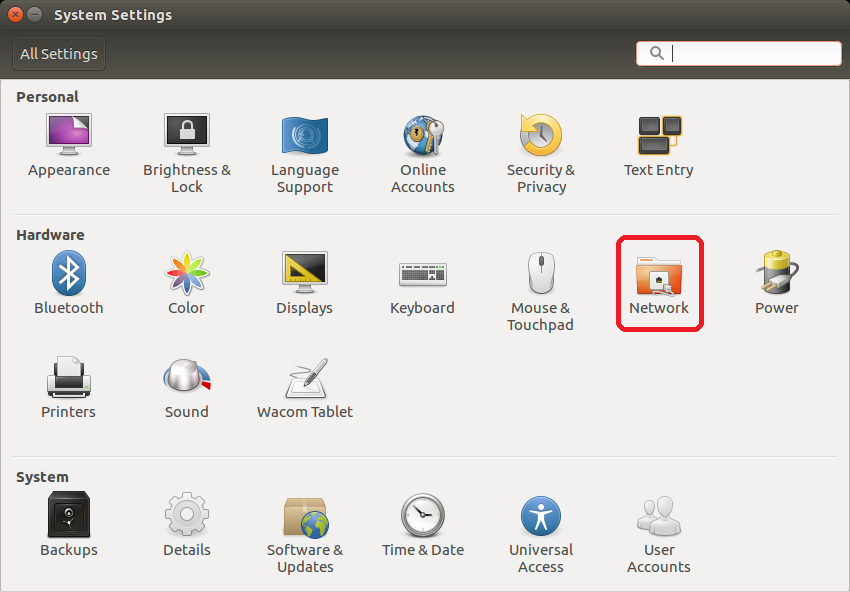 System Settings
All Settings
Personal
Appearance
Brightness &
Lock
Language
Support
Online
Accounts
Security &
Privacy
Text Entry
Hardware
Bluetooth
Color
Displays
Keyboard
Mouse &
Touchpad
Network
Power
Printers
Sound
Wacom Tablet
System
Backups
Details
Software &
Updates
Time & Date
Universal
Access
User
Accounts